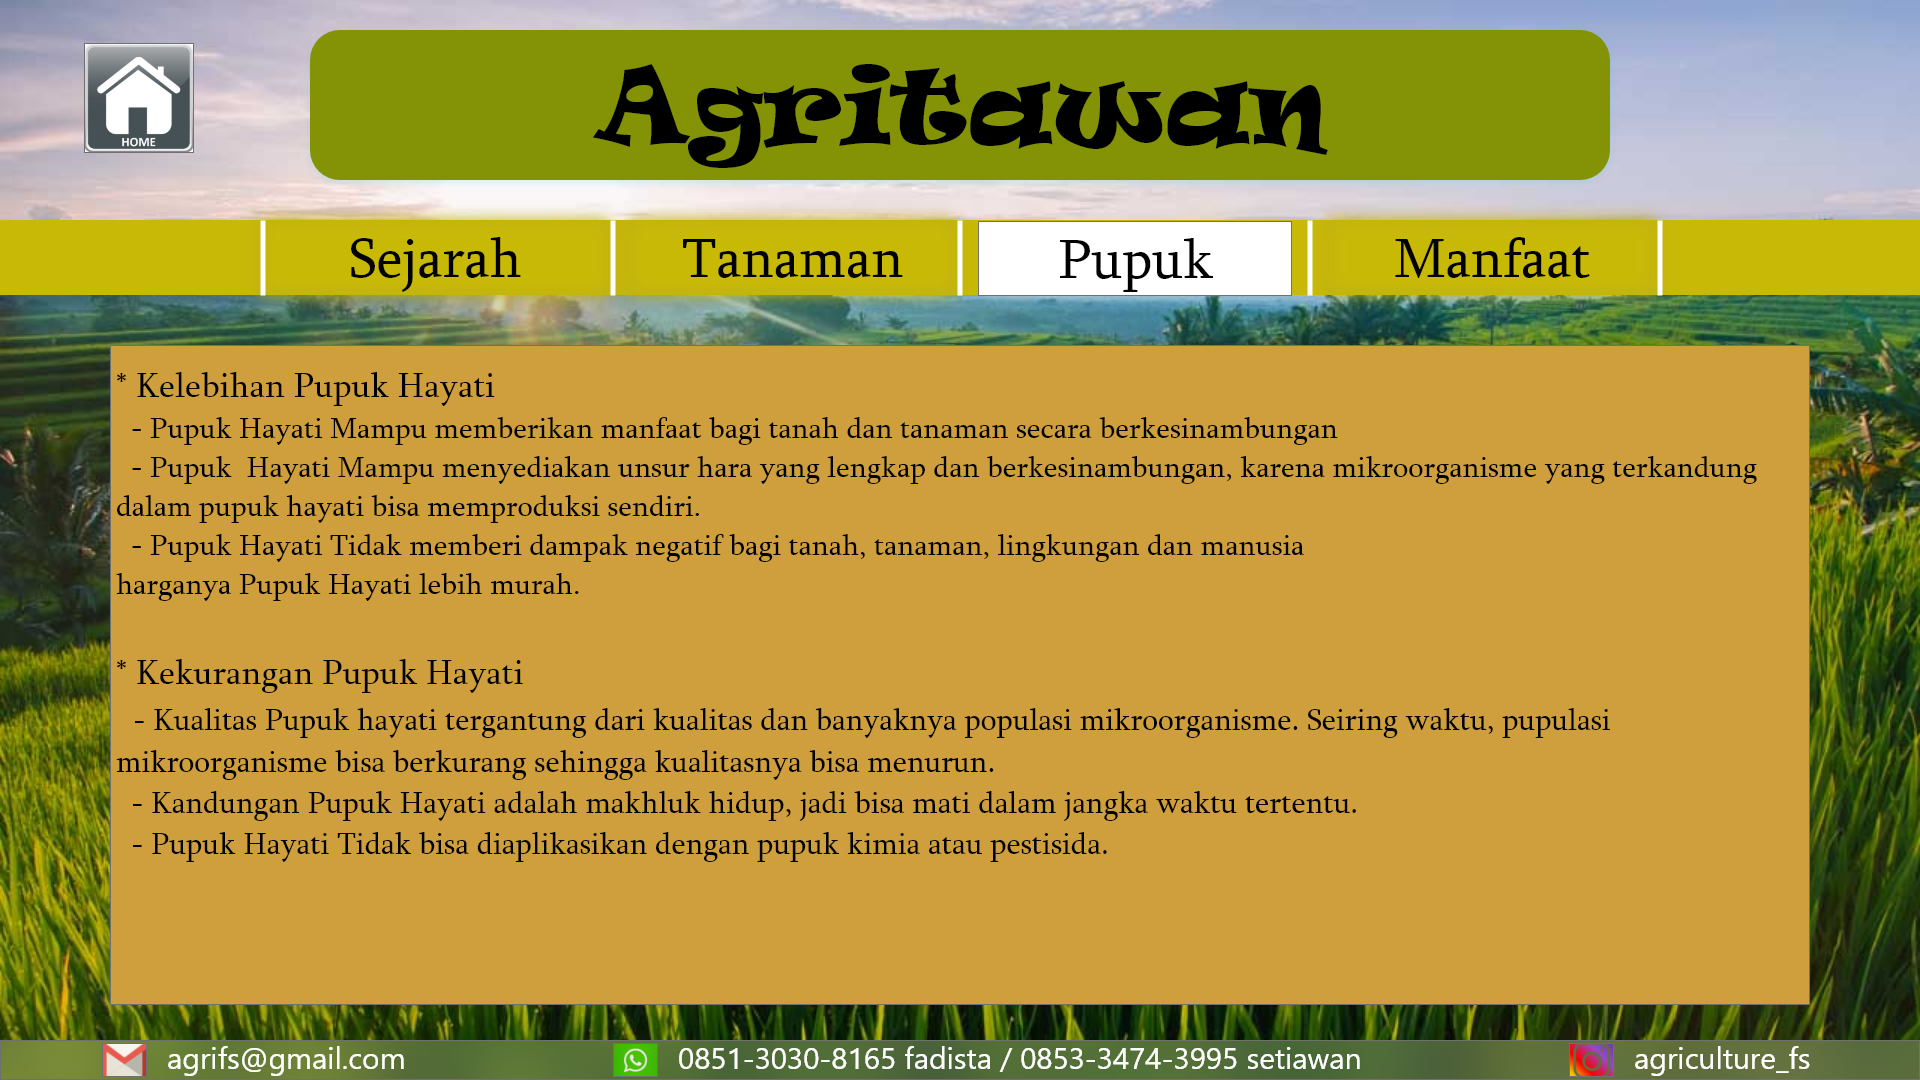 HOME
Agritawan
Sejarah
Tanaman
Pupuk
Manfaat
* Kelebihan Pupuk Hayati
- Pupuk Hayati Mampu memberikan manfaat bagi tanah dan tanaman secara berkesinambungan
- Pupuk  Hayati Mampu menyediakan unsur hara yang lengkap dan berkesinambungan, karena mikroorganisme yang terkandung
dalam pupuk hayati bisa memproduksi sendiri.
- Pupuk Hayati Tidak memberi dampak negatif bagi tanah, tanaman, lingkungan dan manusia
harganya Pupuk Hayati lebih murah.
* Kekurangan Pupuk Hayati
- Kualitas Pupuk hayati tergantung dari kualitas dan banyaknya populasi mikroorganisme. Seiring waktu, pupulasi
mikroorganisme bisa berkurang sehingga kualitasnya bisa menurun.
- Kandungan Pupuk Hayati adalah makhluk hidup, jadi bisa mati dalam jangka waktu tertentu.
- Pupuk Hayati Tidak bisa diaplikasikan dengan pupuk kimia atau pestisida.
agrifs@gmail.com
0851-3030-8165 fadista / 0853-3474-3995 setiawan
agriculture_fs